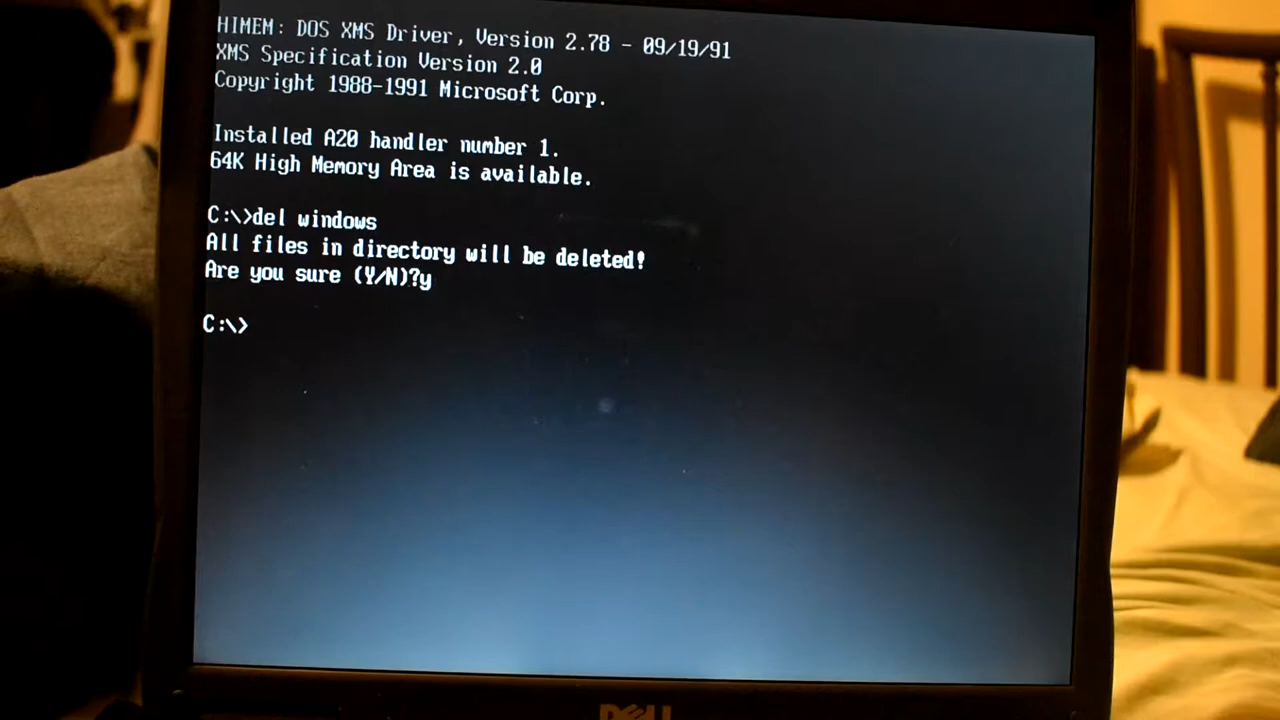 HIMEM: DOS XMS Driver, Version 2.78 - 09/19/91
XMS Specification Version 2.0
Copyright 1988-1991 Microsoft Corp.
Installed A20 handler number 1.
64K High Memory Area is available.
C:\>del windows
All files in directory will be deleted!
Are you sure (Y/N)?y
C:\>
DELL